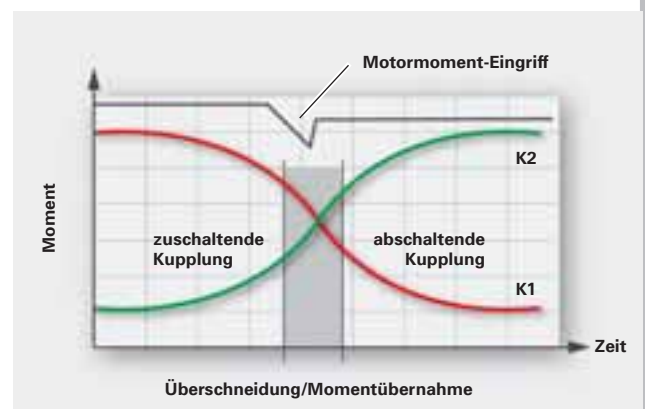 Motormoment-Eingriff
K2
Moment
zuschaltende
Kupplung
abschaltende
Kupplung
K1
Zeit
Überschneidung/Momentübernahme